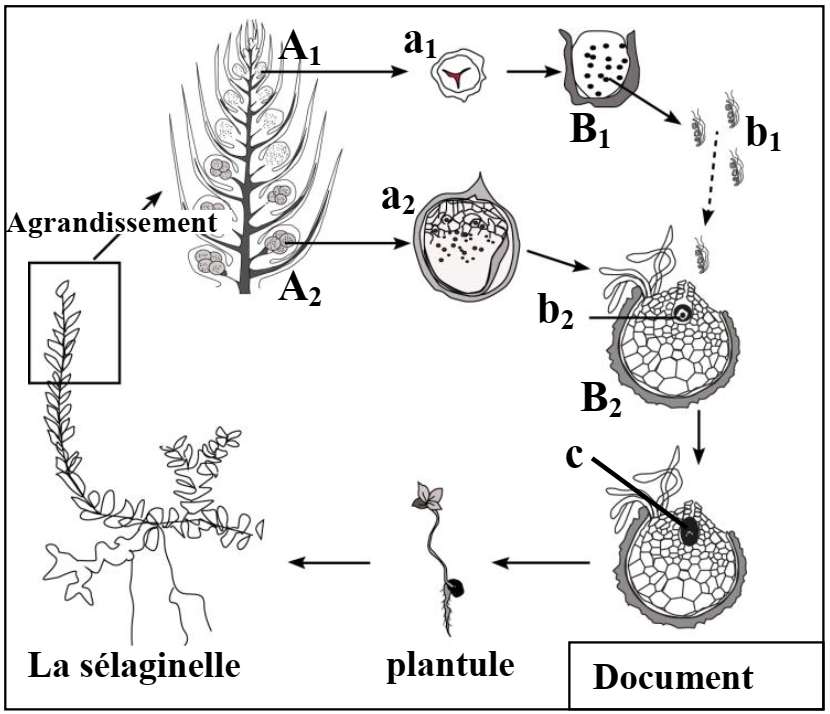 A₁
a₁
B₁
b₁
Agrandissement
a₂
A₂
b₂
B₂
c
La sélaginelle
plantule
Document